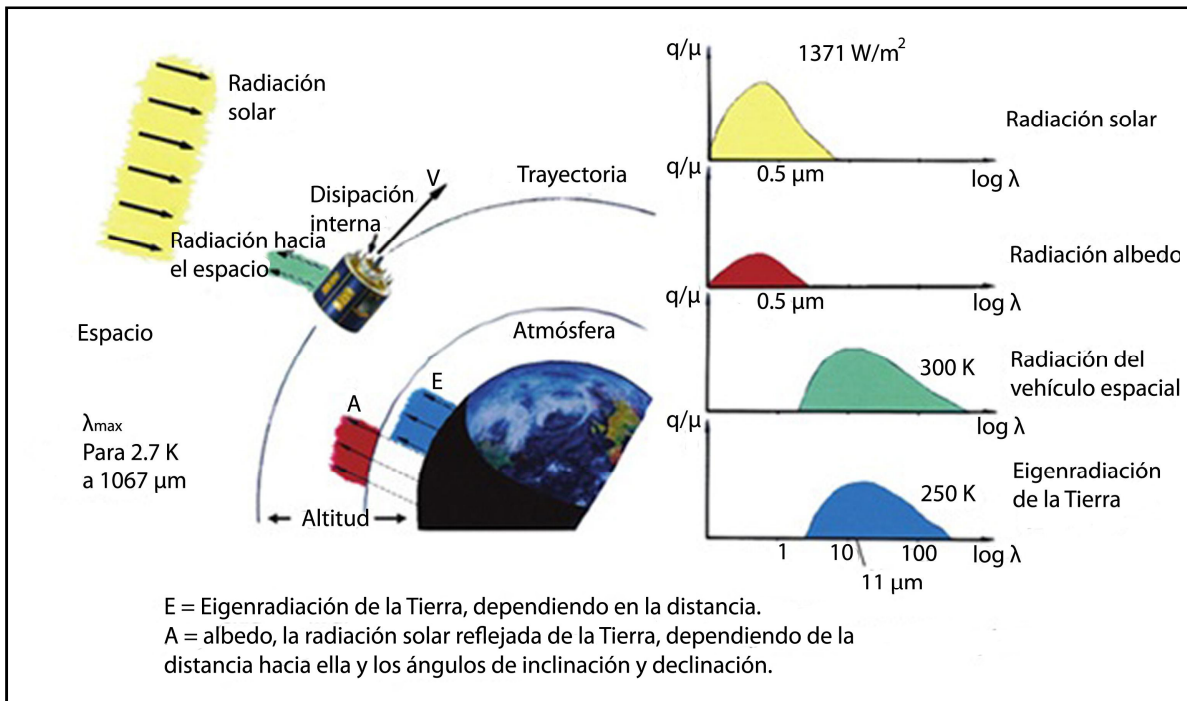 Radiación
solar
Disipación
interna
V
Trayectoria
Radiación hacia
el espacio
Espacio
Atmósfera
E
A
λmax
Para 2.7 K
a 1067 µm
Altitud
q/µ
1371 W/m²
Radiación solar
0.5 µm
log λ
q/µ
Radiación albedo
0.5 µm
log λ
q/µ
300 K
Radiación del
vehículo espacial
log λ
q/µ
250 K
Eigenradiación
de la Tierra
1 10 100 log λ
11 µm
E = Eigenradiación de la Tierra, dependiendo en la distancia.
A = albedo, la radiación solar reflejada de la Tierra, dependiendo de la
distancia hacia ella y los ángulos de inclinación y declinación.